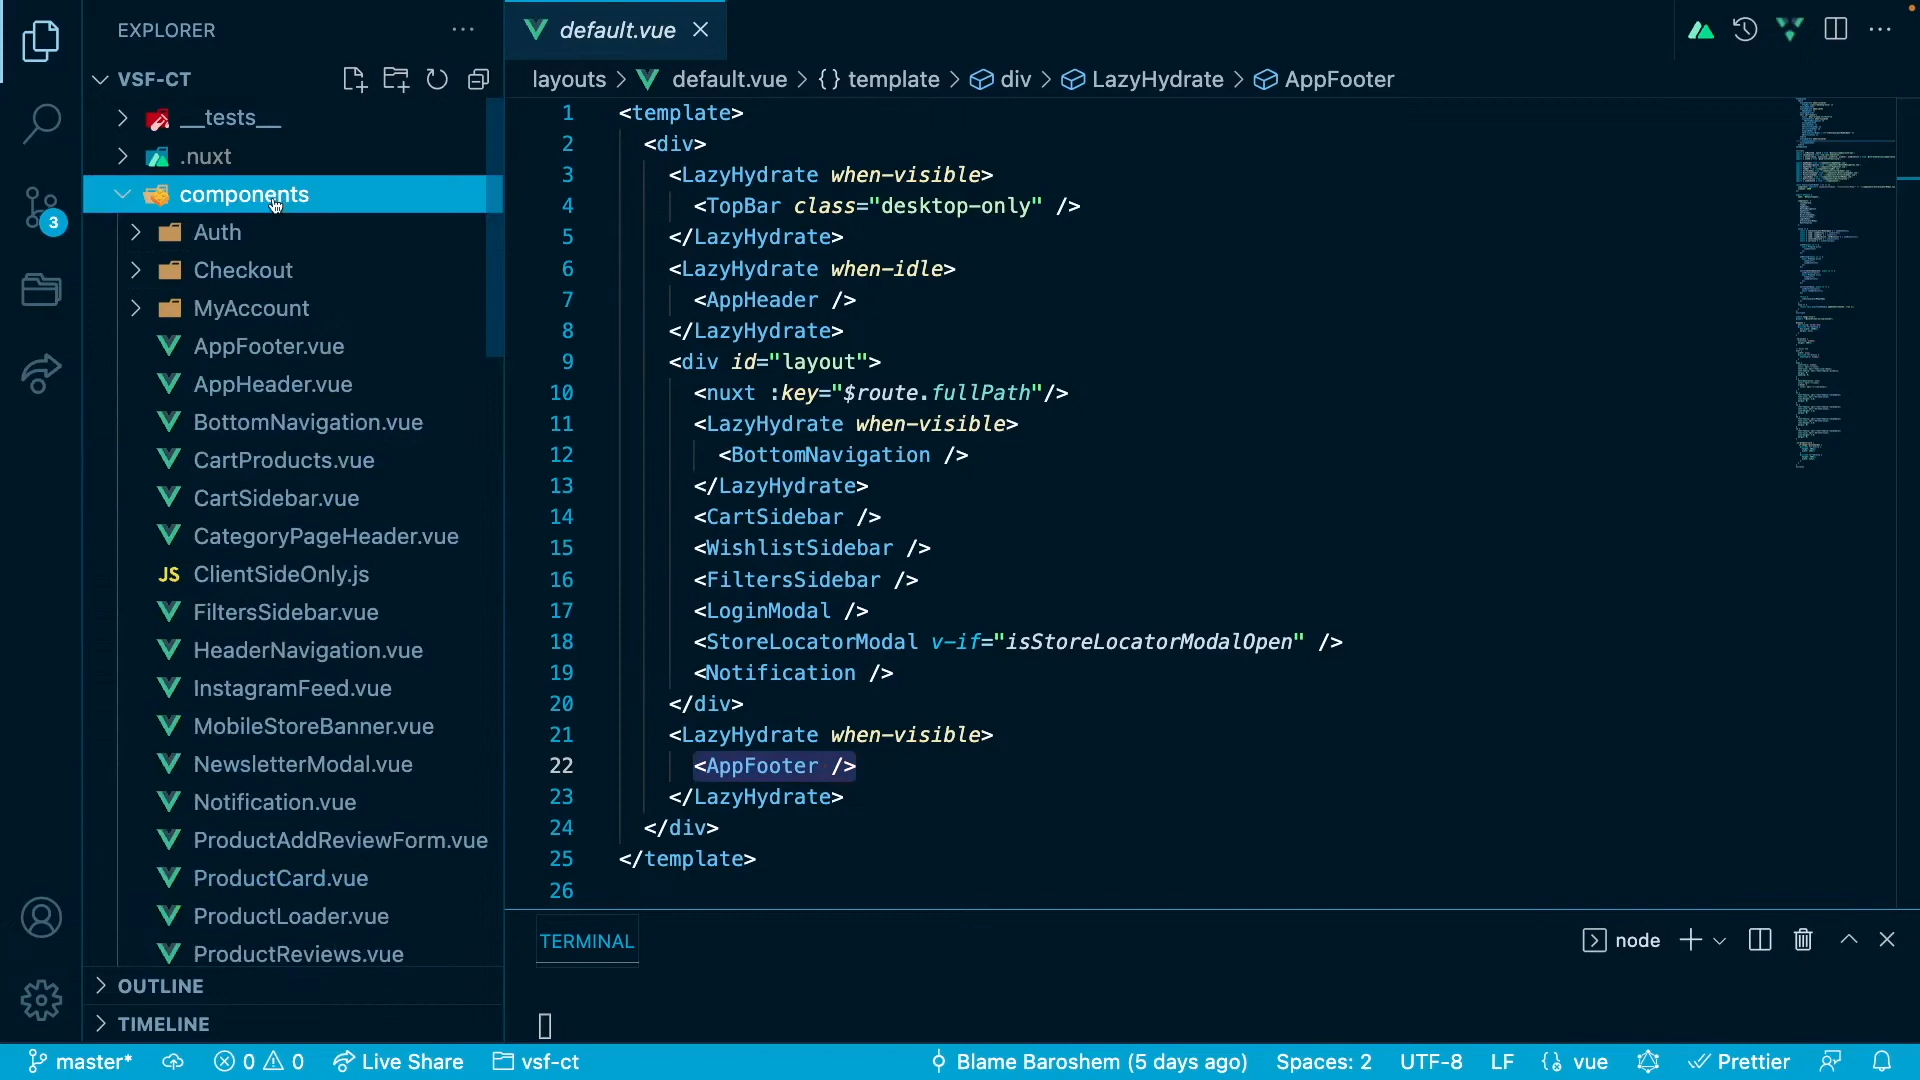 EXPLORER
VSF-CT
__tests__
.nuxt
components
Auth
Checkout
MyAccount
AppFooter.vue
AppHeader.vue
BottomNavigation.vue
CartProducts.vue
CartSidebar.vue
CategoryPageHeader.vue
JS ClientSideOnly.js
FiltersSidebar.vue
HeaderNavigation.vue
InstagramFeed.vue
MobileStoreBanner.vue
NewsletterModal.vue
Notification.vue
ProductAddReviewForm.vue
ProductCard.vue
ProductLoader.vue
ProductReviews.vue
OUTLINE
TIMELINE
3
default.vue
layouts > default.vue > {} template > div > LazyHydrate > AppFooter
1 <template>
2 <div>
3 <LazyHydrate when-visible>
4 <TopBar class="desktop-only" />
5 </LazyHydrate>
6 <LazyHydrate when-idle>
7 <AppHeader />
8 </LazyHydrate>
9 <div id="layout">
10 <nuxt :key="$route.fullPath"/>
11 <LazyHydrate when-visible>
12 <BottomNavigation />
13 </LazyHydrate>
14 <CartSidebar />
15 <WishlistSidebar />
16 <FiltersSidebar />
17 <LoginModal />
18 <StoreLocatorModal v-if="isStoreLocatorModalOpen" />
19 <Notification />
20 </div>
21 <LazyHydrate when-visible>
22 <AppFooter />
23 </LazyHydrate>
24 </div>
25 </template>
26
TERMINAL
node
master* 0 0 Live Share vsf-ct Blame Baroshem (5 days ago) Spaces: 2 UTF-8 LF vue Prettier